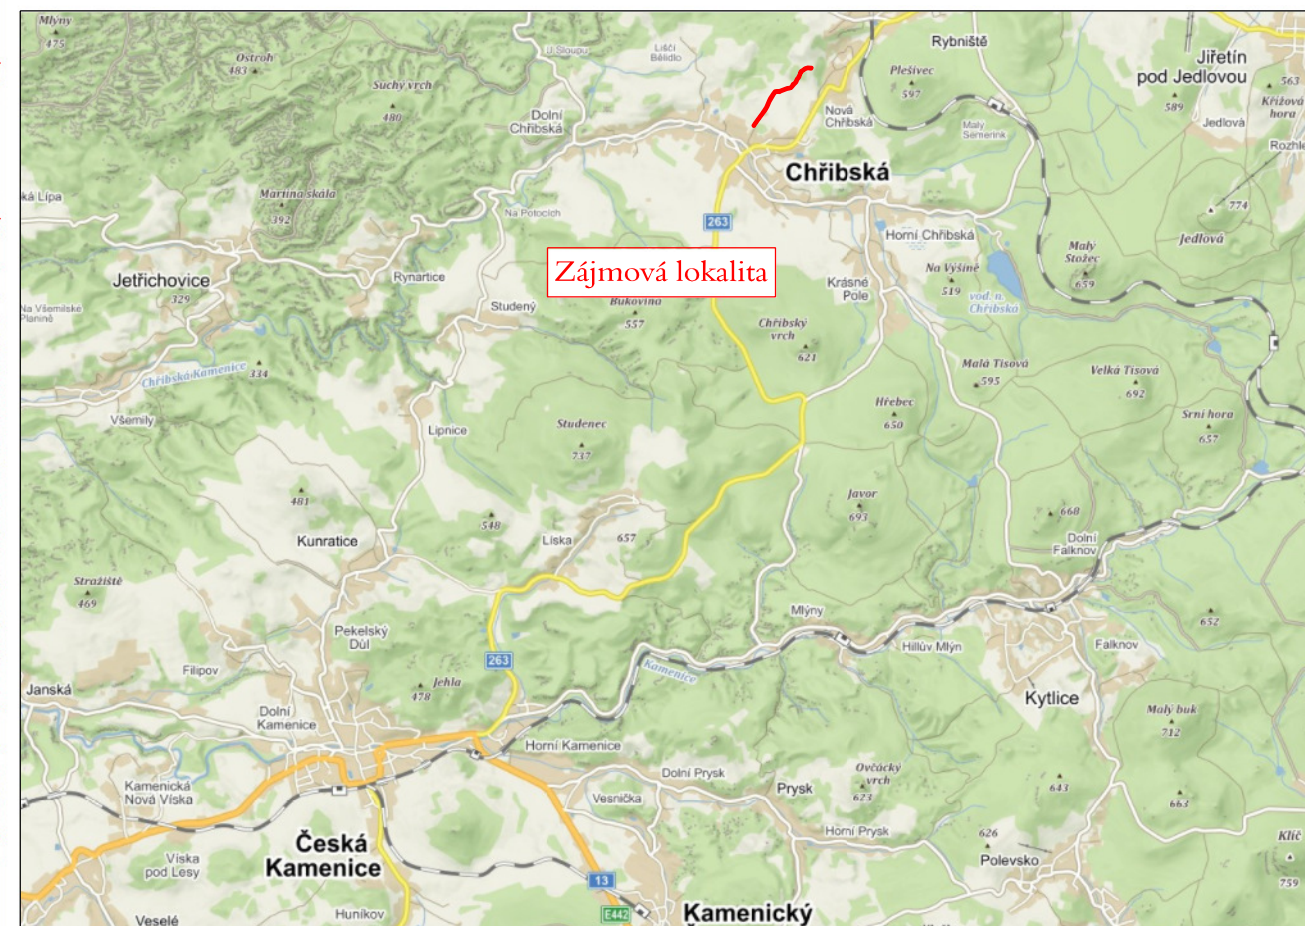 Mlýny
475
Ostroh
483
Suchý vrch
480
U Sloupu
Líščí
Bělidlo
Rybniště
Plešivec
597
Jiřetín
pod Jedlovou
563
589
Křížová
hora
Jedlová
Rozhle
Dolní
Chřibská
Nová
Chřibská
Malý
Semerink
Chřibská
ká Lípa
Martina skála
392
Na Potocích
263
774
Jedlová
Horní Chřibská
Malý
Stožec
659
Jetřichovice
329
Rynartice
Zájmová lokalita
Na Výšině
519
Krásné
Pole
vod. n.
Chřibská
Na Všemilské
Planině
Studený
Bukovina
557
Chřibský
vrch
621
Chřibská Kamenice
334
Malá Tisová
595
Velká Tisová
692
Všemily
Lipnice
Studenec
737
Hřebec
650
Srní hora
657
481
548
Javor
693
668
Kunratice
Líska
657
Dolní
Falknov
Stražiště
469
Mlýny
652
Pekelský
Důl
Hillův Mlýn
Falknov
Filipov
263
Kamenice
Janská
Jehla
478
Kytlice
Dolní
Kamenice
Malý buk
712
Horní Kamenice
Kamenická
Nová Víska
Dolní Prysk
Ovčácký
vrch
623
Prysk
643
663
Vesnička
Horní Prysk
626
Klíč
759
Česká
Kamenice
Víska
pod Lesy
Polevsko
13
Veselé
Huníkov
E442
Kamenický